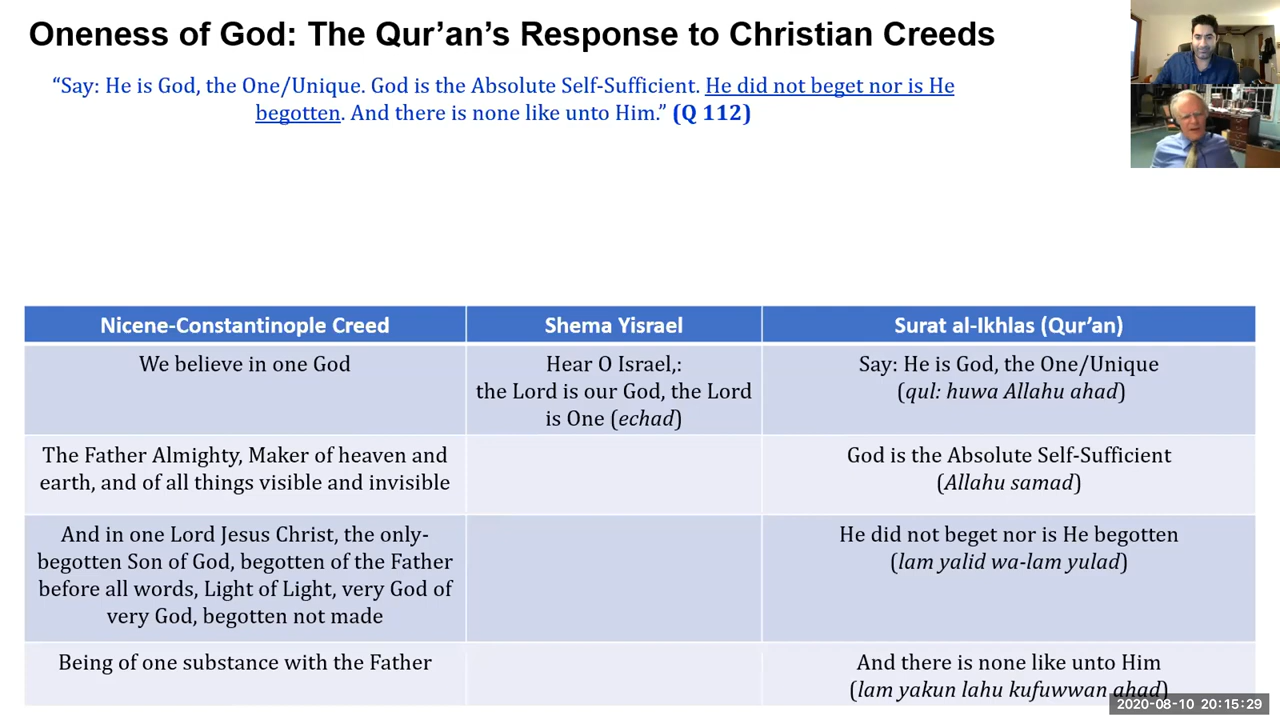 Oneness of God: The Qur’an’s Response to Christian Creeds
“Say: He is God, the One/Unique. God is the Absolute Self-Sufficient. He did not beget nor is He
begotten. And there is none like unto Him.” (Q 112)
Nicene-Constantinople Creed
Shema Yisrael
Surat al-Ikhlas (Qur’an)
We believe in one God
Hear O Israel,:
the Lord is our God, the Lord
is One (echad)
Say: He is God, the One/Unique
(qul: huwa Allahu ahad)
The Father Almighty, Maker of heaven and
earth, and of all things visible and invisible
God is the Absolute Self-Sufficient
(Allahu samad)
And in one Lord Jesus Christ, the only-
begotten Son of God, begotten of the Father
before all words, Light of Light, very God of
very God, begotten not made
He did not beget nor is He begotten
(lam yalid wa-lam yulad)
Being of one substance with the Father
And there is none like unto Him
(lam yakun lahu kufuwwan ahad)
2020-08-10 20:15:29